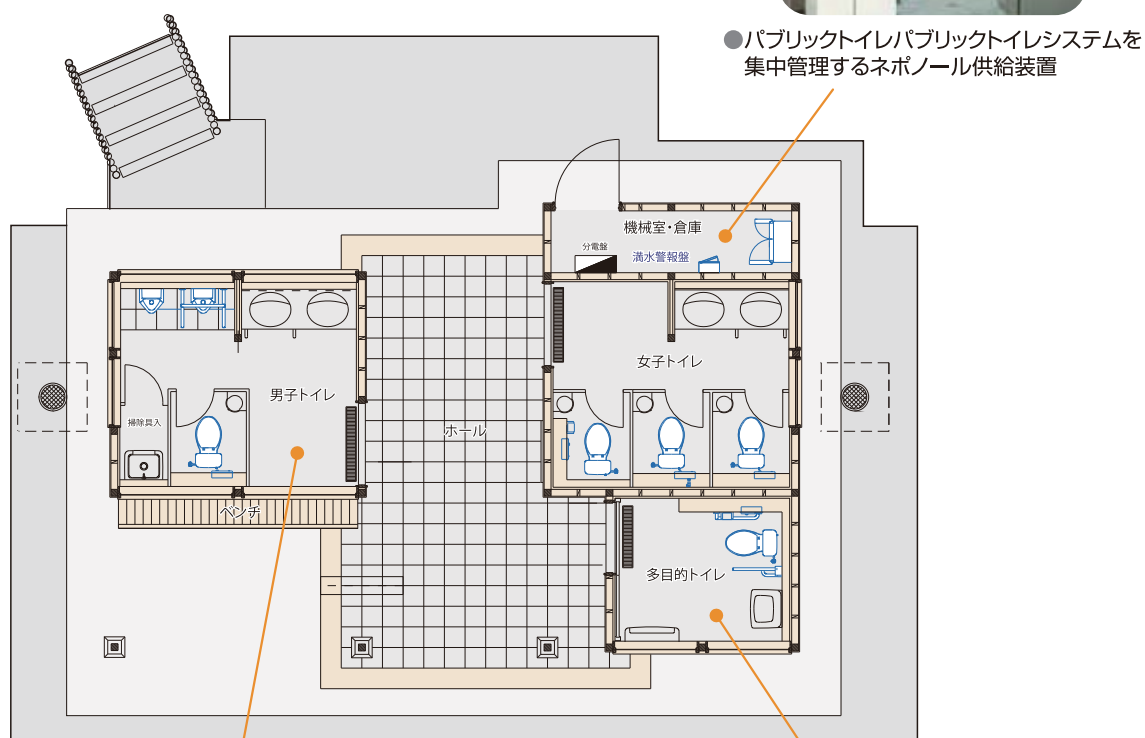 ●パブリックトイレパブリックトイレシステムを
集中管理するネポノール供給装置
機械室・倉庫
分電盤
満水警報盤
女子トイレ
男子トイレ
掃除具入
ホール
ベンチ
多目的トイレ